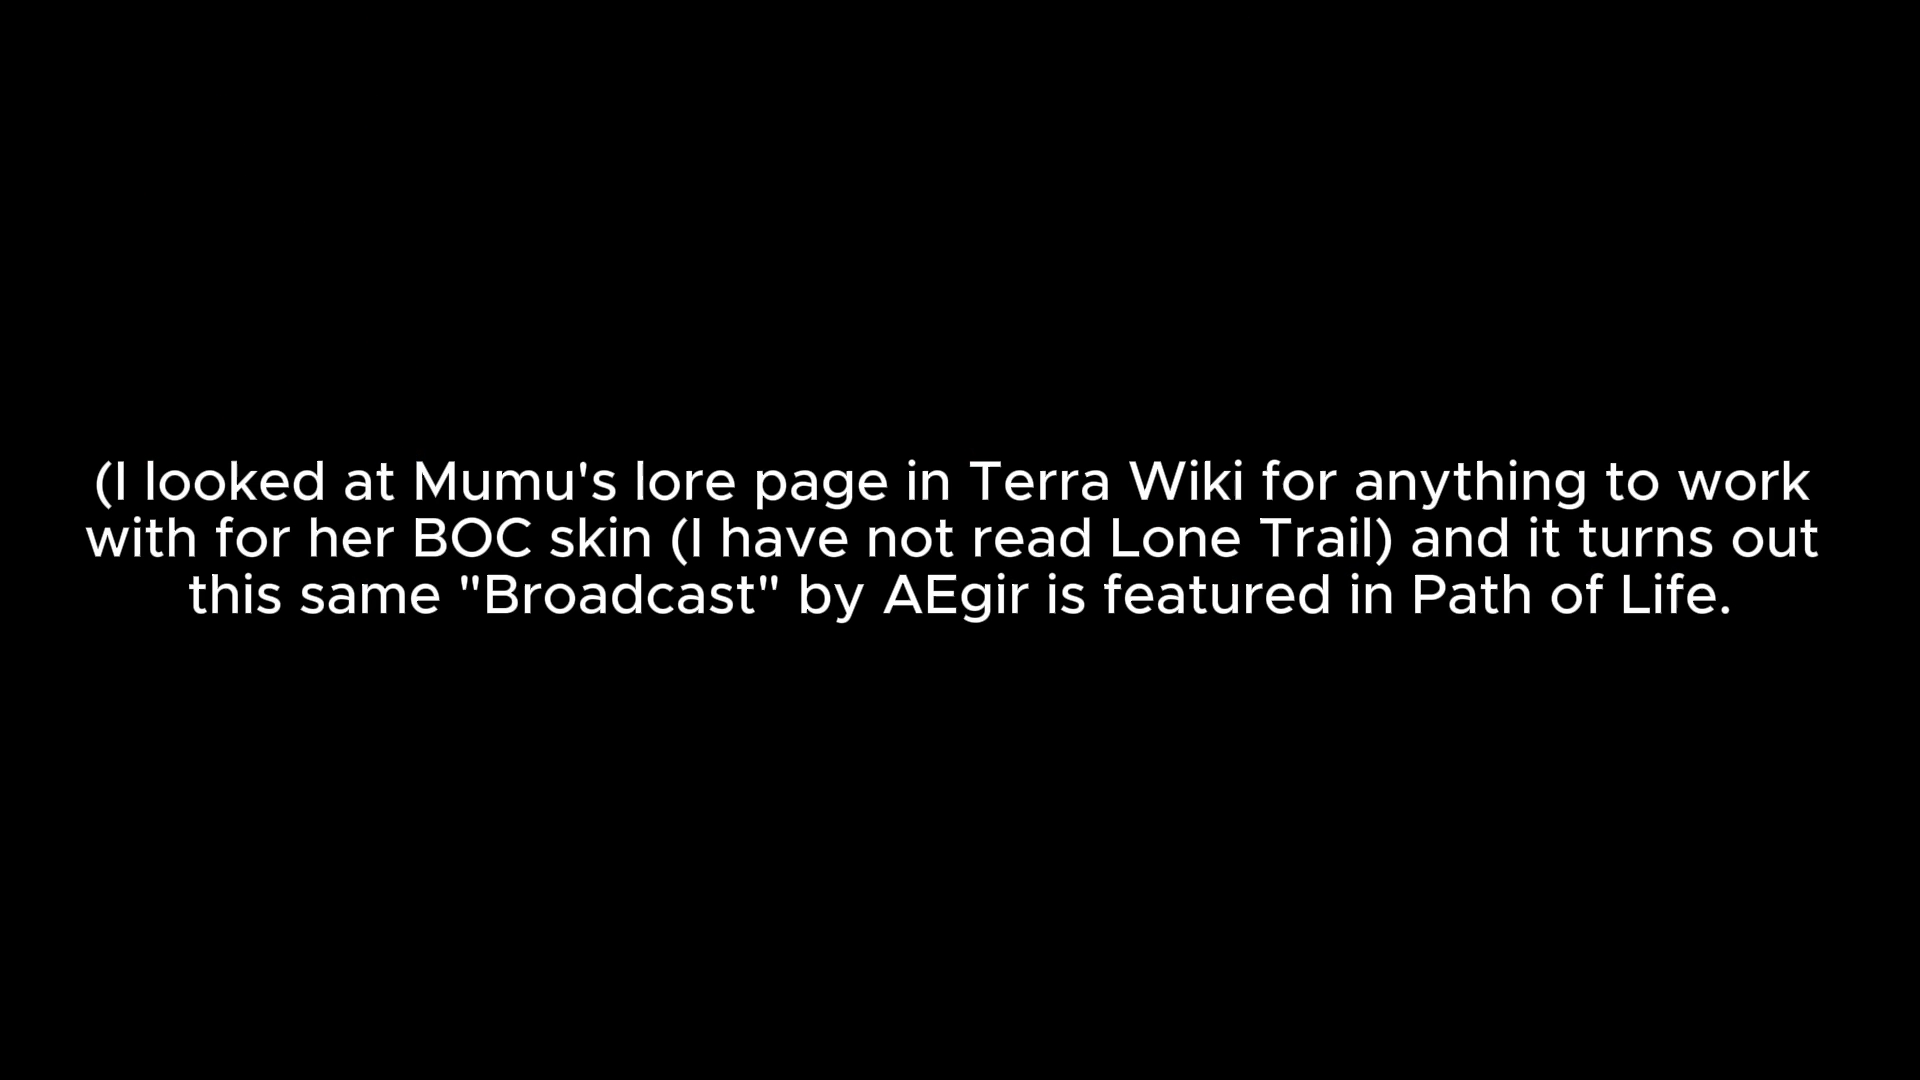 (I looked at Mumu's lore page in Terra Wiki for anything to work
with for her BOC skin (I have not read Lone Trail) and it turns out
this same "Broadcast" by AEgir is featured in Path of Life.